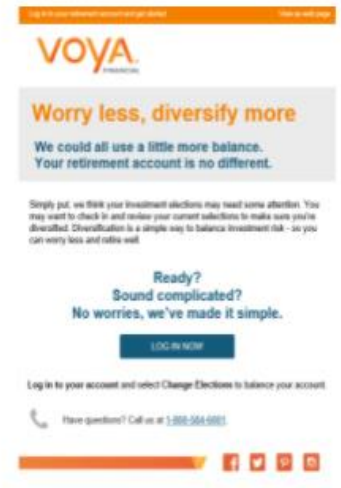 Log in to your retirement account and get started
View as web page
VOYA
FINANCIAL
Worry less, diversify more
We could all use a little more balance.
Your retirement account is no different.
Simply put, we think your investment elections may need some attention. You
may want to check in and review your current selections to make sure you're
diversified. Diversification is a simple way to balance investment risk - so you
can worry less and retire well.
Ready?
Sound complicated?
No worries, we've made it simple.
LOG IN NOW
Log in to your account and select Change Elections to balance your account.
Have questions? Call us at 1-800-584-6001.